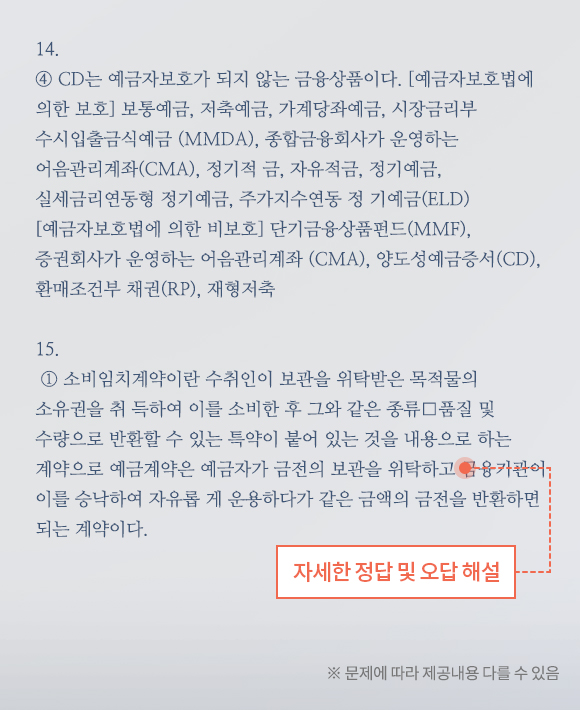 14.
④ CD는 예금자보호가 되지 않는 금융상품이다. [예금자보호법에
의한 보호] 보통예금, 저축예금, 가계당좌예금, 시장금리부
수시입출금식예금 (MMDA), 종합금융회사가 운영하는
어음관리계좌(CMA), 정기적 금, 자유적금, 정기예금,
실세금리연동형 정기예금, 주가지수연동 정 기예금(ELD)
[예금자보호법에 의한 비보호] 단기금융상품펀드(MMF),
증권회사가 운영하는 어음관리계좌 (CMA), 양도성예금증서(CD),
환매조건부 채권(RP), 재형저축
15.
① 소비임치계약이란 수취인이 보관을 위탁받은 목적물의
소유권을 취 득하여 이를 소비한 후 그와 같은 종류□품질 및
수량으로 반환할 수 있는 특약이 붙어 있는 것을 내용으로 하는
계약으로 예금계약은 예금자가 금전의 보관을 위탁하고 금융기관이
이를 승낙하여 자유롭 게 운용하다가 같은 금액의 금전을 반환하면
되는 계약이다.
자세한 정답 및 오답 해설
※ 문제에 따라 제공내용 다를 수 있음